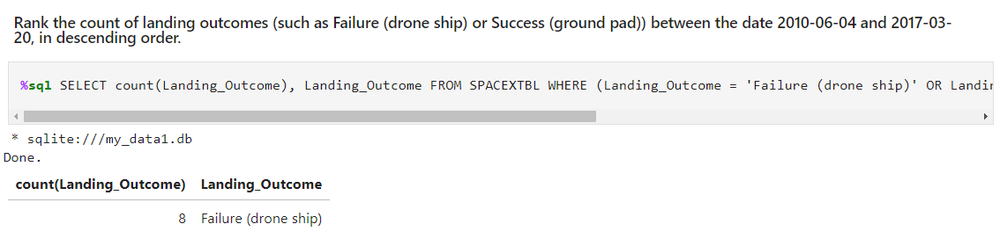 Rank the count of landing outcomes (such as Failure (drone ship) or Success (ground pad)) between the date 2010-06-04 and 2017-03-
20, in descending order.
%sql SELECT count(Landing_Outcome), Landing_Outcome FROM SPACEXTBL WHERE (Landing_Outcome = 'Failure (drone ship)' OR Landin
* sqlite:///my_data1.db
Done.
count(Landing_Outcome) Landing_Outcome
8 Failure (drone ship)